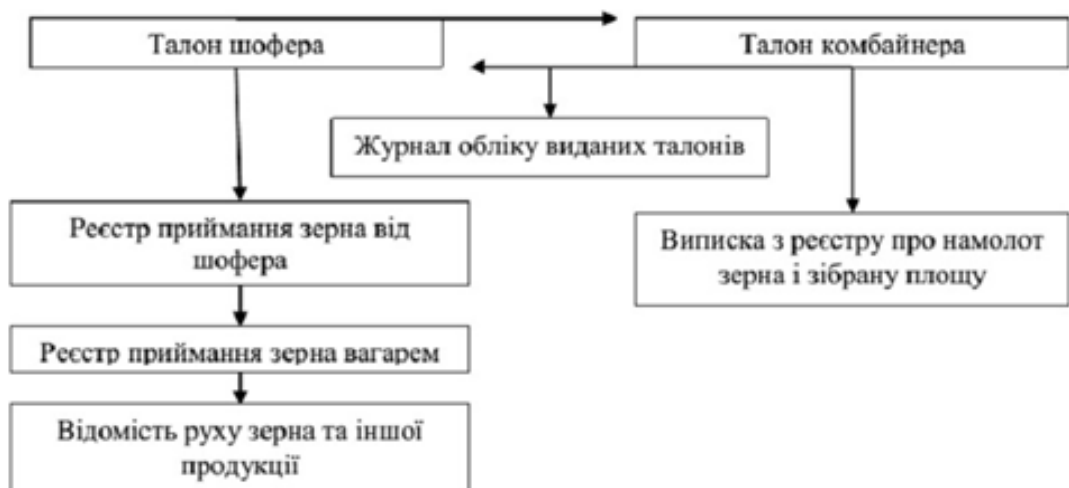 Талон шофера
Талон комбайнера
Журнал обліку виданих талонів
Реєстр приймання зерна від
шофера
Виписка з реєстру про намолот
зерна і зібрану площу
Реєстр приймання зерна вагарем
Відомість руху зерна та іншої
продукції